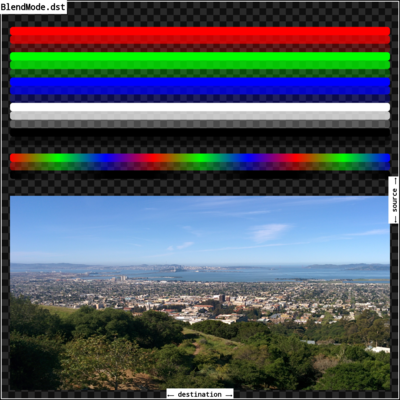 BlendMode.dst
← source →
← destination →